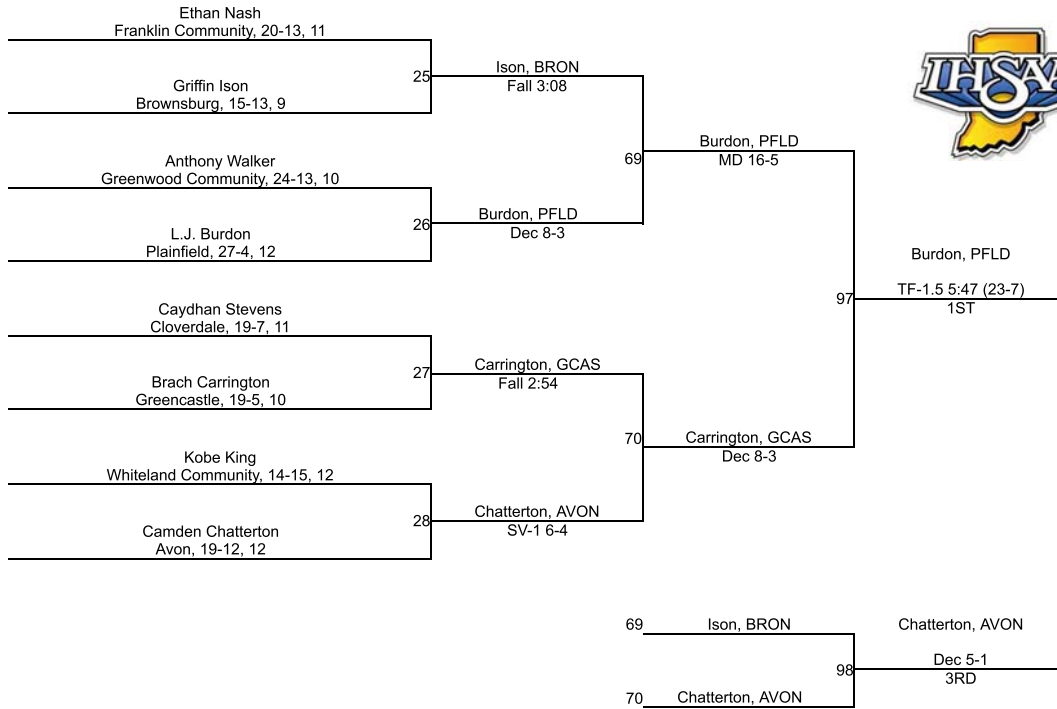 Ethan Nash
Franklin Community, 20-13, 11
25
Griffin Ison
Brownsburg, 15-13, 9
Ison, BRON
Fall 3:08
IHSAA
69
Anthony Walker
Greenwood Community, 24-13, 10
26
L.J. Burdon
Plainfield, 27-4, 12
Burdon, PFLD
Dec 8-3
Burdon, PFLD
MD 16-5
97
Burdon, PFLD
TF-1.5 5:47 (23-7)
1ST
Caydhan Stevens
Cloverdale, 19-7, 11
27
Brach Carrington
Greencastle, 19-5, 10
Carrington, GCAS
Fall 2:54
70
Carrington, GCAS
Dec 8-3
Kobe King
Whiteland Community, 14-15, 12
28
Camden Chatterton
Avon, 19-12, 12
Chatterton, AVON
SV-1 6-4
69
Ison, BRON
98
70
Chatterton, AVON
Chatterton, AVON
Dec 5-1
3RD